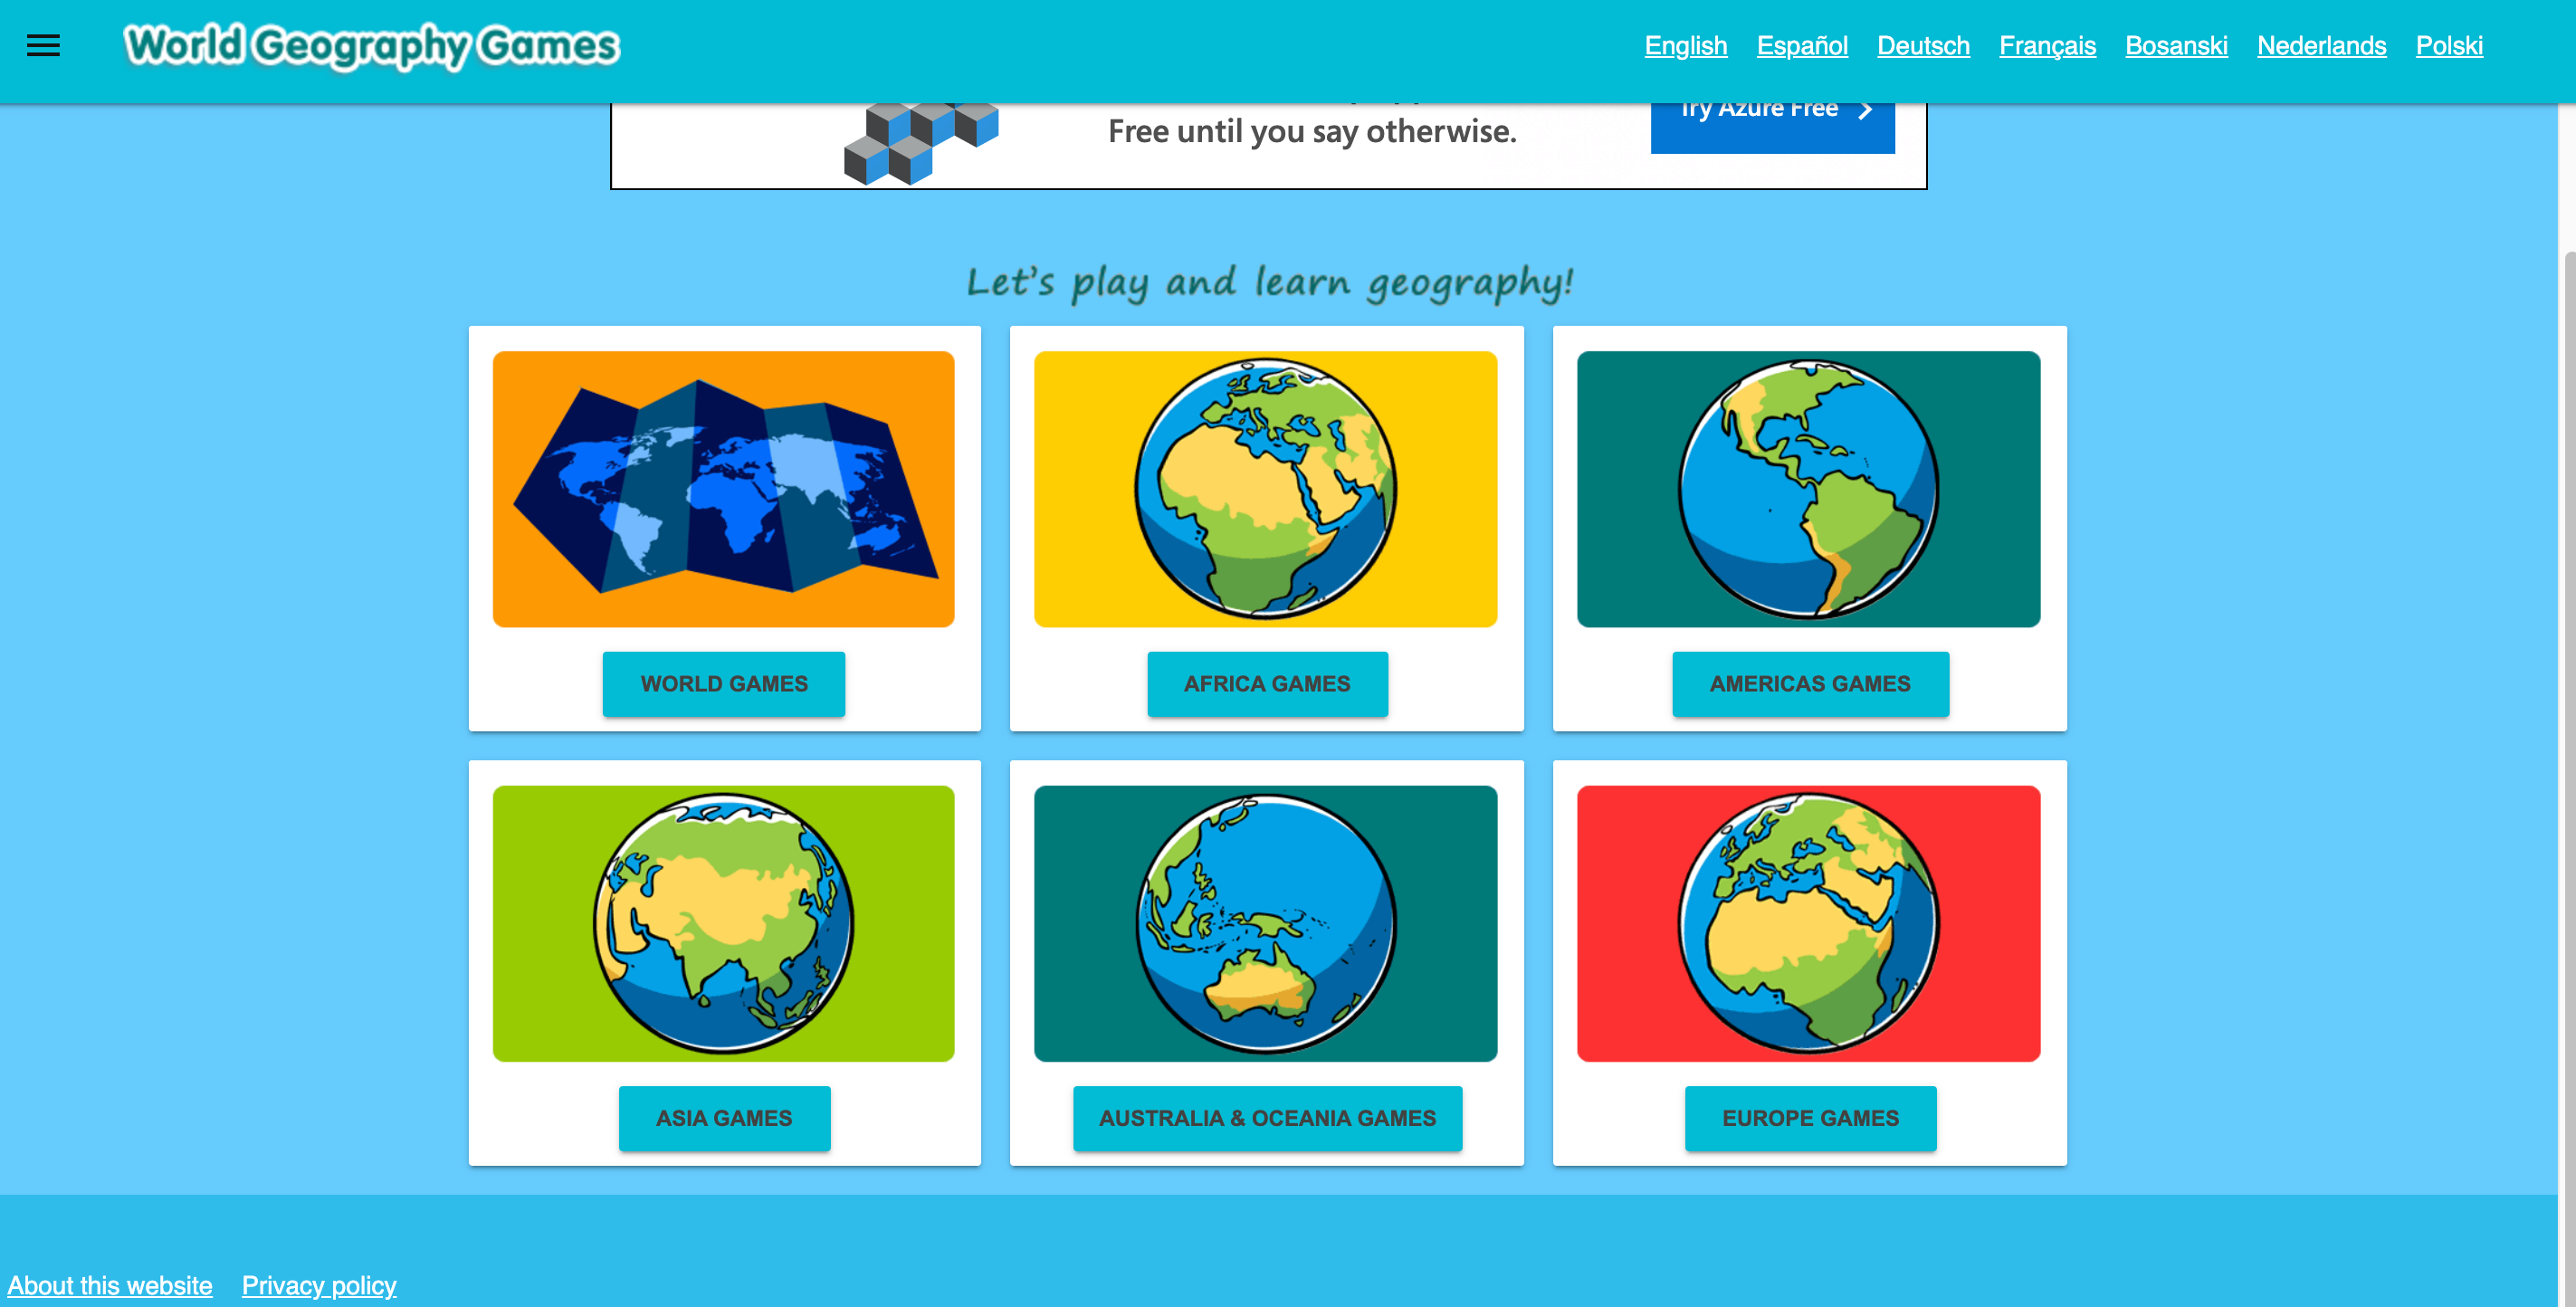 World Geography Games
English Español Deutsch Français Bosanski Nederlands Polski
Try Azure Free
Free until you say otherwise.
Let's play and learn geography!
WORLD GAMES
AFRICA GAMES
AMERICAS GAMES
ASIA GAMES
AUSTRALIA & OCEANIA GAMES
EUROPE GAMES
About this website Privacy policy